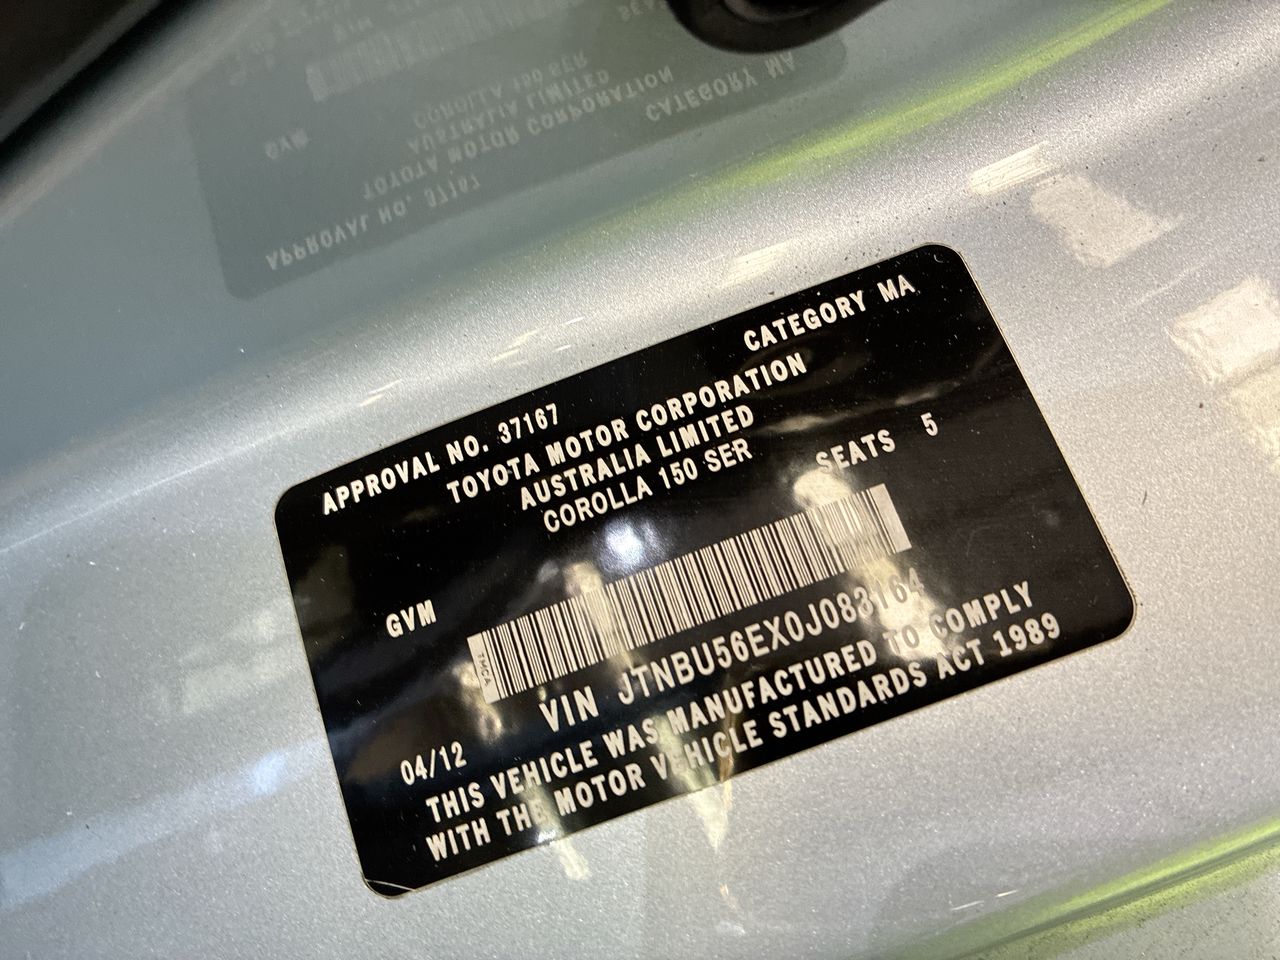 APPROVAL NO. 37167 CATEGORY MA
TOYOTA MOTOR CORPORATION
AUSTRALIA LIMITED
COROLLA 150 SER
SEATS 5
GVM
TMCA
VIN JTNBU56EX0J083164
04/12
THIS VEHICLE WAS MANUFACTURED TO COMPLY
WITH THE MOTOR VEHICLE STANDARDS ACT 1989